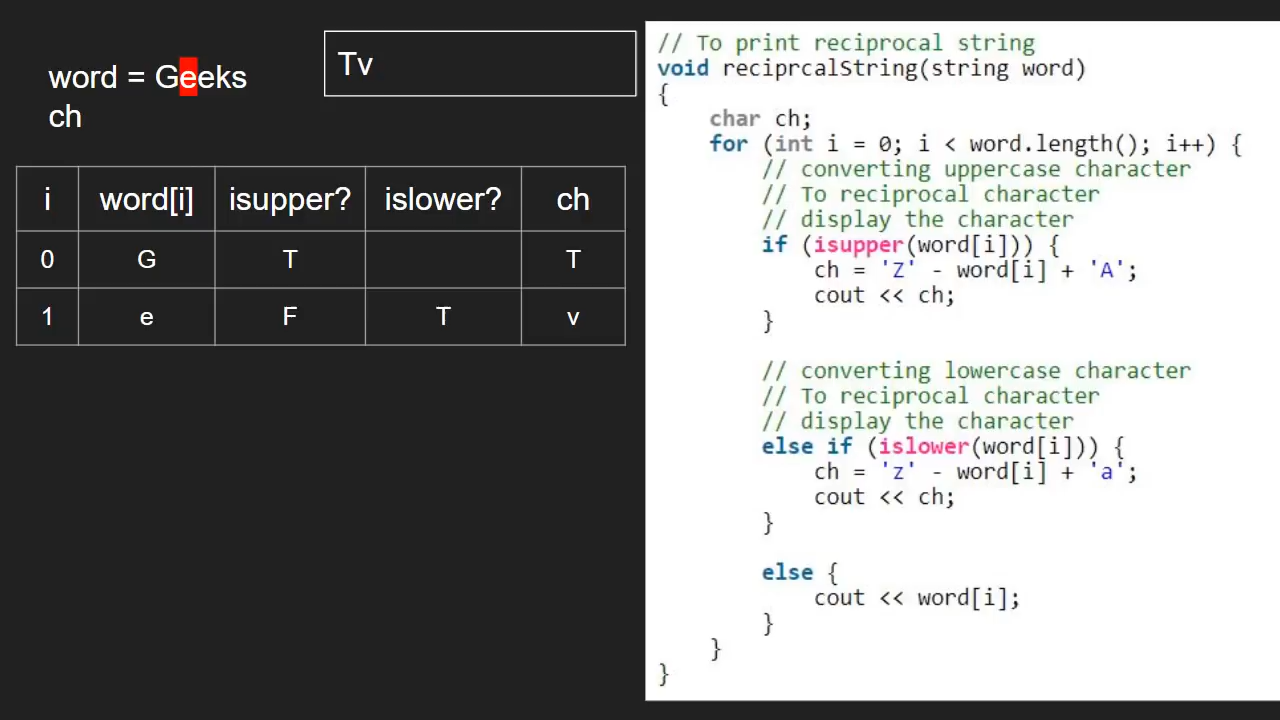 word = Geeks
ch
Tv
i word[i] isupper? islower? ch
0 G T T
1 e F T v
// To print reciprocal string
void reciprcalString(string word)
{
char ch;
for (int i = 0; i < word.length(); i++) {
// converting uppercase character
// To reciprocal character
// display the character
if (isupper(word[i])) {
ch = 'Z' - word[i] + 'A';
cout << ch;
}
// converting lowercase character
// To reciprocal character
// display the character
else if (islower(word[i])) {
ch = 'z' - word[i] + 'a';
cout << ch;
}
else {
cout << word[i];
}
}
}